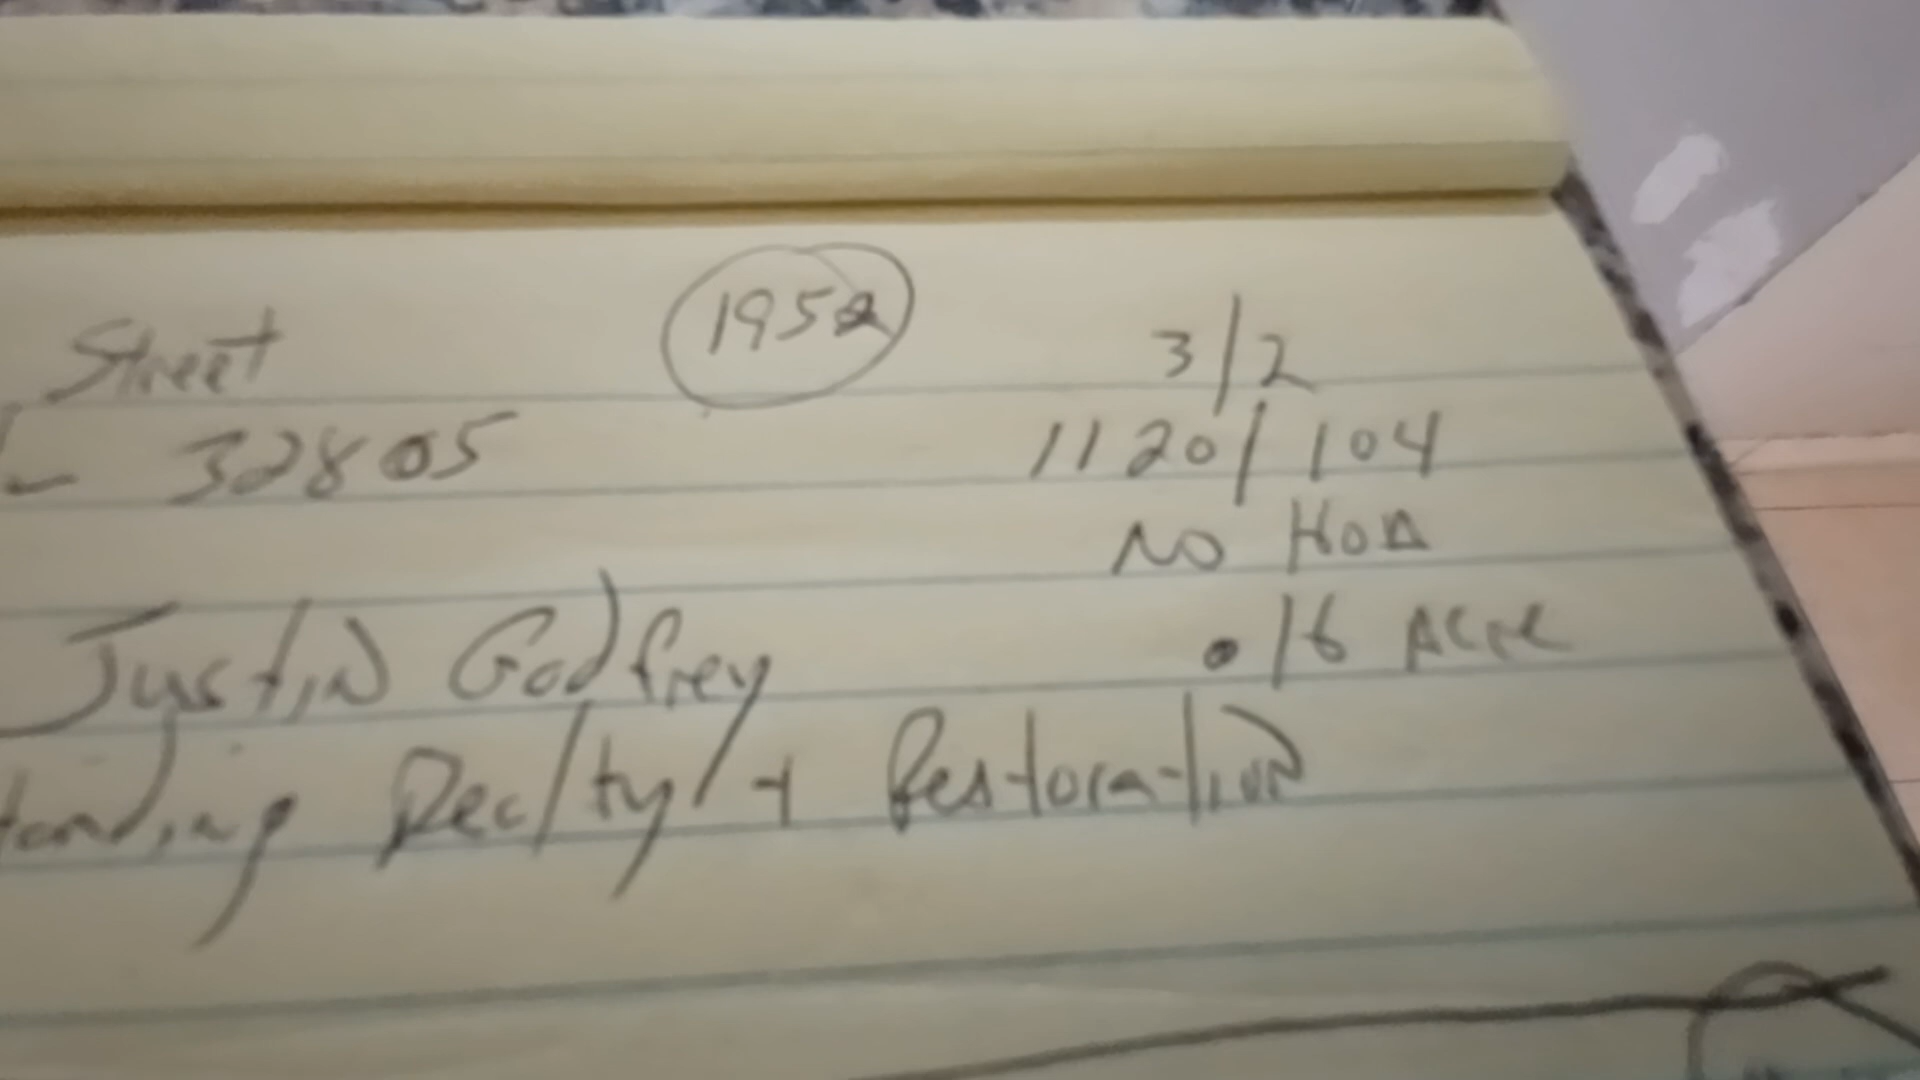 Street 1952 3/2
32805 1120/104
NO HOA
Justin Godfrey .16 Acre
Realty + Restoration